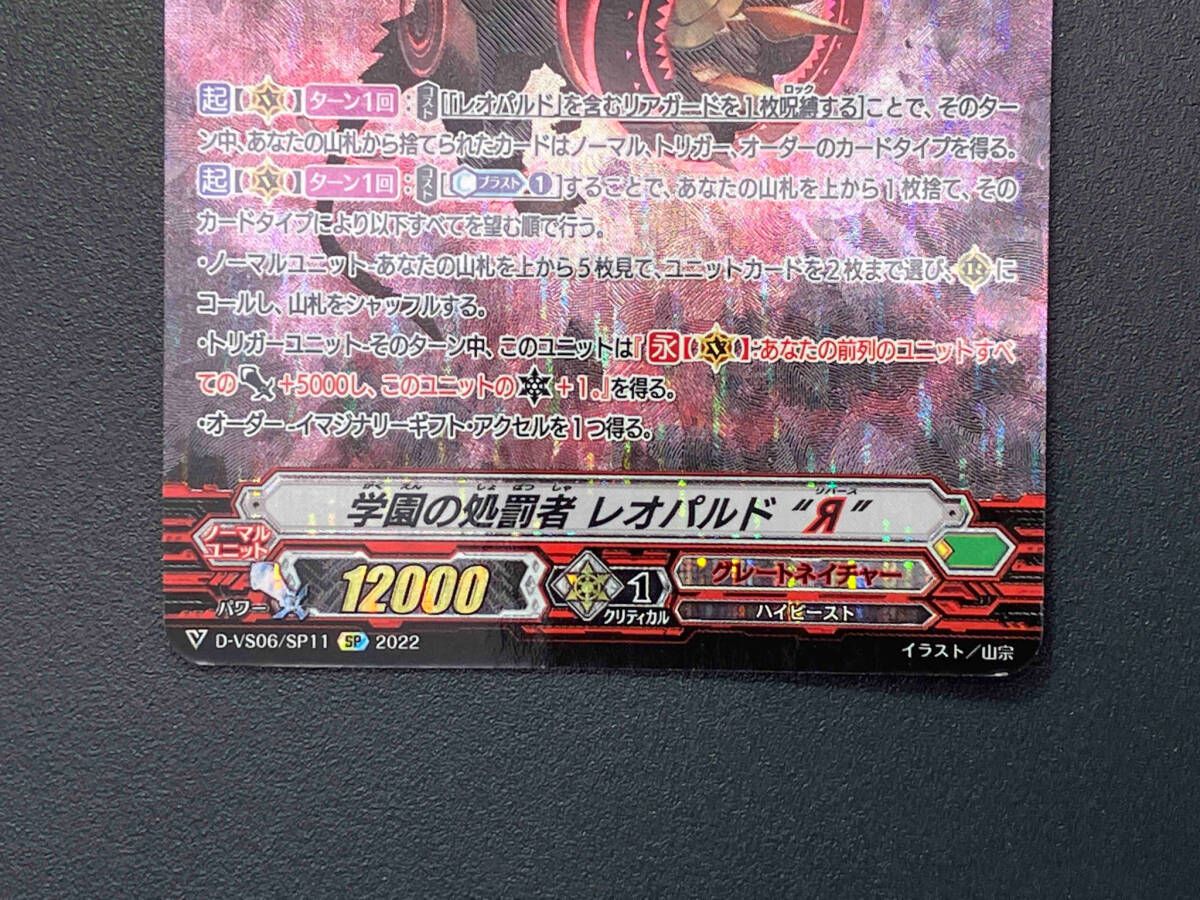 起【V】ターン1回:コスト[「レオパルド」を含むリアガードを1枚呪縛する]ことで、そのター
ロック
ン中、あなたの山札から捨てられたカードはノーマル、トリガー、オーダーのカードタイプを得る。
起【V】ターン1回:コスト[ブラスト①]することで、あなたの山札を上から1枚捨て、その
カードタイプにより以下すべてを望む順で行う。
・ノーマルユニット-あなたの山札を上から5枚見て、ユニットカードを2枚まで選び、Rに
コールし、山札をシャッフルする。
・トリガーユニット-そのターン中、このユニットは『永【V】:あなたの前列のユニットすべ
ての+5000し、このユニットの+1。』を得る。
・オーダー-イマジナリーギフト・アクセルを1つ得る。
がくえん しょばつしゃ リバース
学園の処罰者 レオパルド "Я"
ノーマル
ユニット
パワー 12000
1
クリティカル
グレートネイチャー
ハイビースト
V D-VS06/SP11 SP 2022
イラスト/山宗